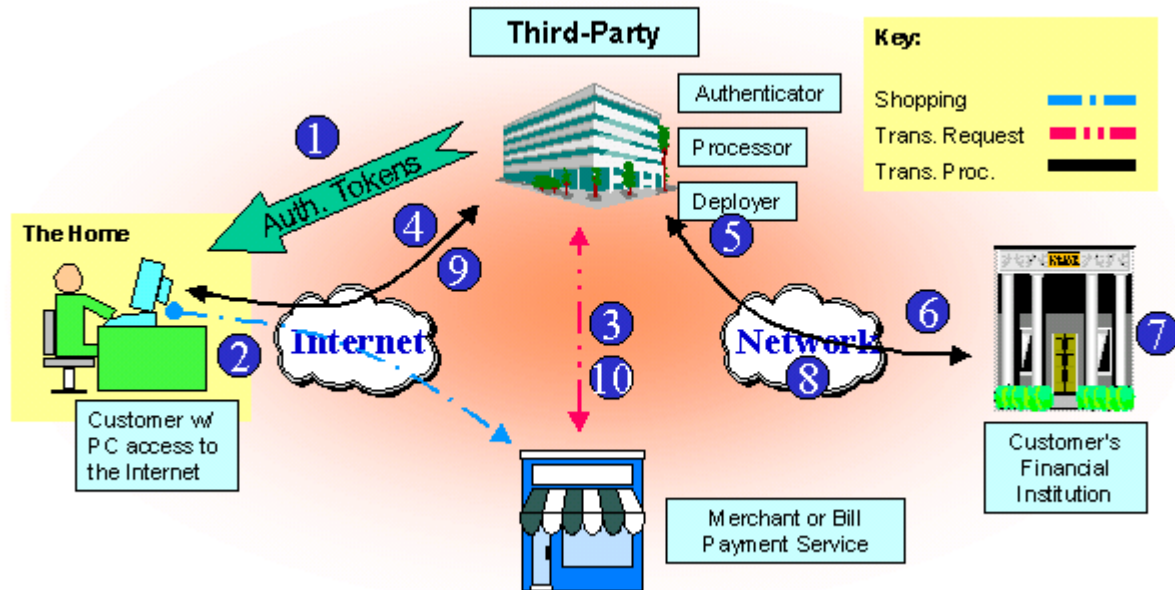 Third-Party
Key:
Shopping
Trans. Request
Trans. Proc.
Authenticator
Processor
Deployer
1
Auth. Tokens
4
9
5
The Home
2
Internet
3
10
Network
8
6
7
Customer w/
PC access to
the Internet
Customer's
Financial
Institution
Merchant or Bill
Payment Service